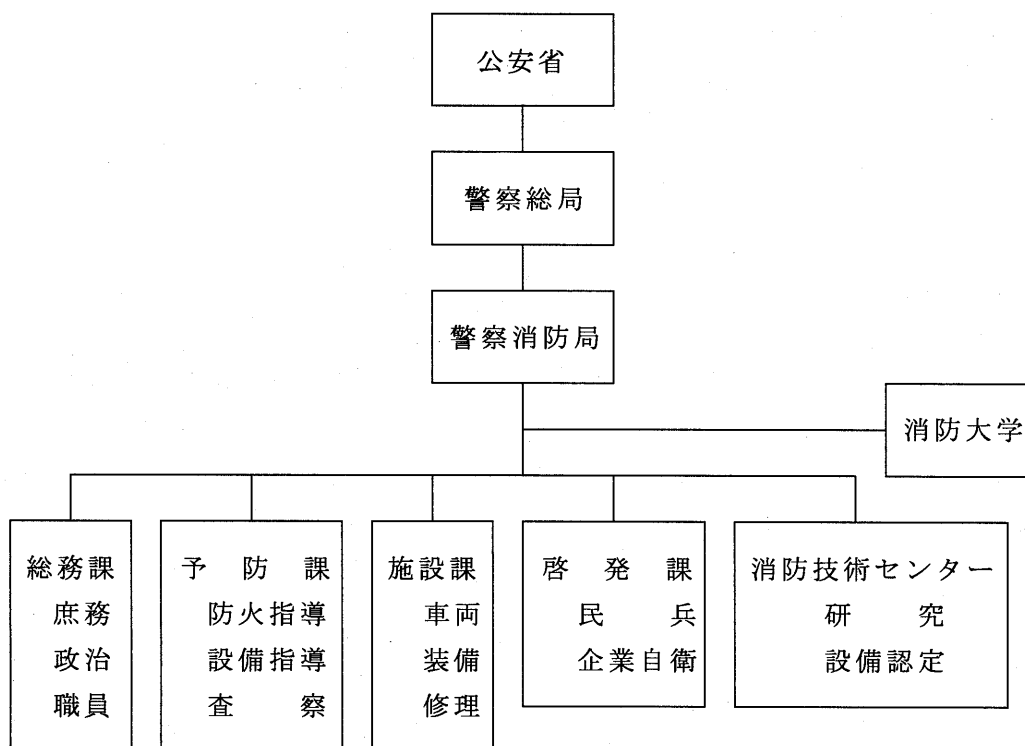 公安省
警察総局
警察消防局
消防大学
総務課
庶務
政治
職員
予防課
防火指導
設備指導
査察
施設課
車両
装備
修理
啓発課
民兵
企業自衛
消防技術センター
研究
設備認定